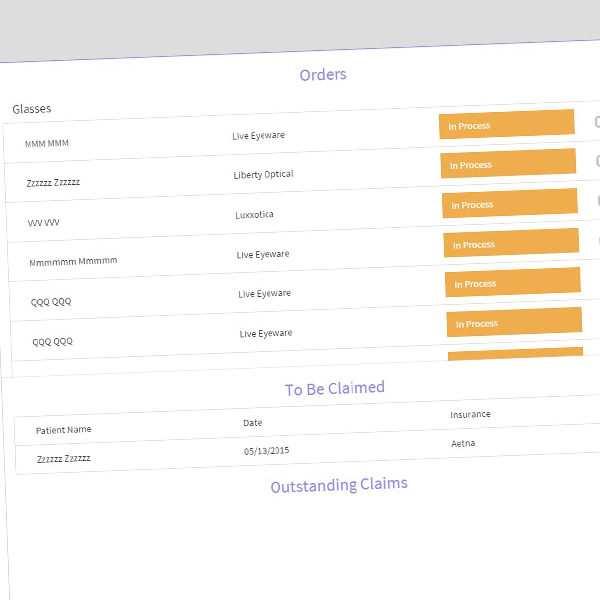 Orders
Glasses
MMM MMM Live Eyeware In Process
Zzzzzz Zzzzzz Liberty Optical In Process
VVV VVV Luxxotica In Process
Mmmmmm Mmmmm Live Eyeware In Process
QQQ QQQ Live Eyeware In Process
QQQ QQQ Live Eyeware In Process
To Be Claimed
Patient Name Date Insurance
Zzzzzz Zzzzzz 05/13/2015 Aetna
Outstanding Claims